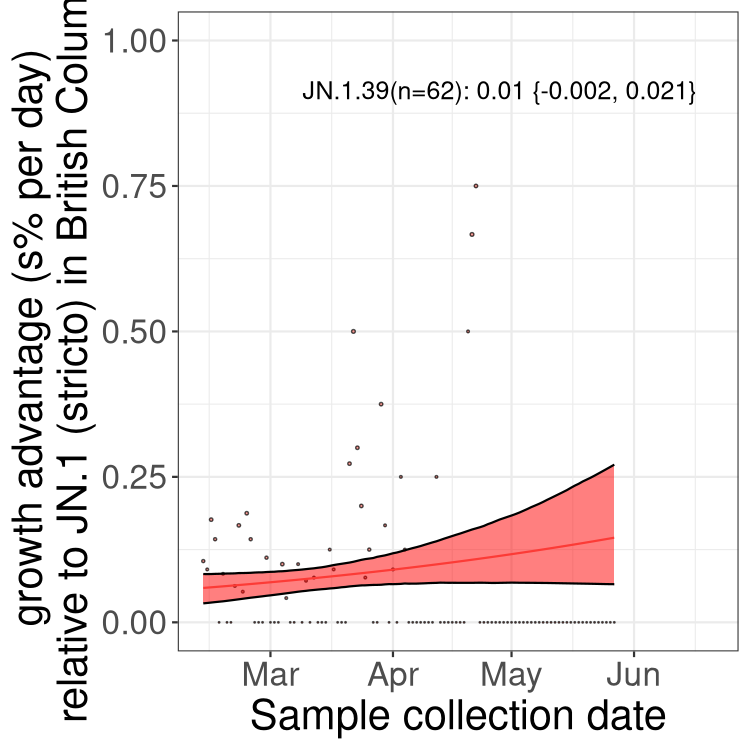 growth advantage (s% per day)
relative to JN.1 (stricto) in British Colum
1.00
0.75
0.50
0.25
0.00
JN.1.39(n=62): 0.01 {-0.002, 0.021}
Mar Apr May Jun
Sample collection date